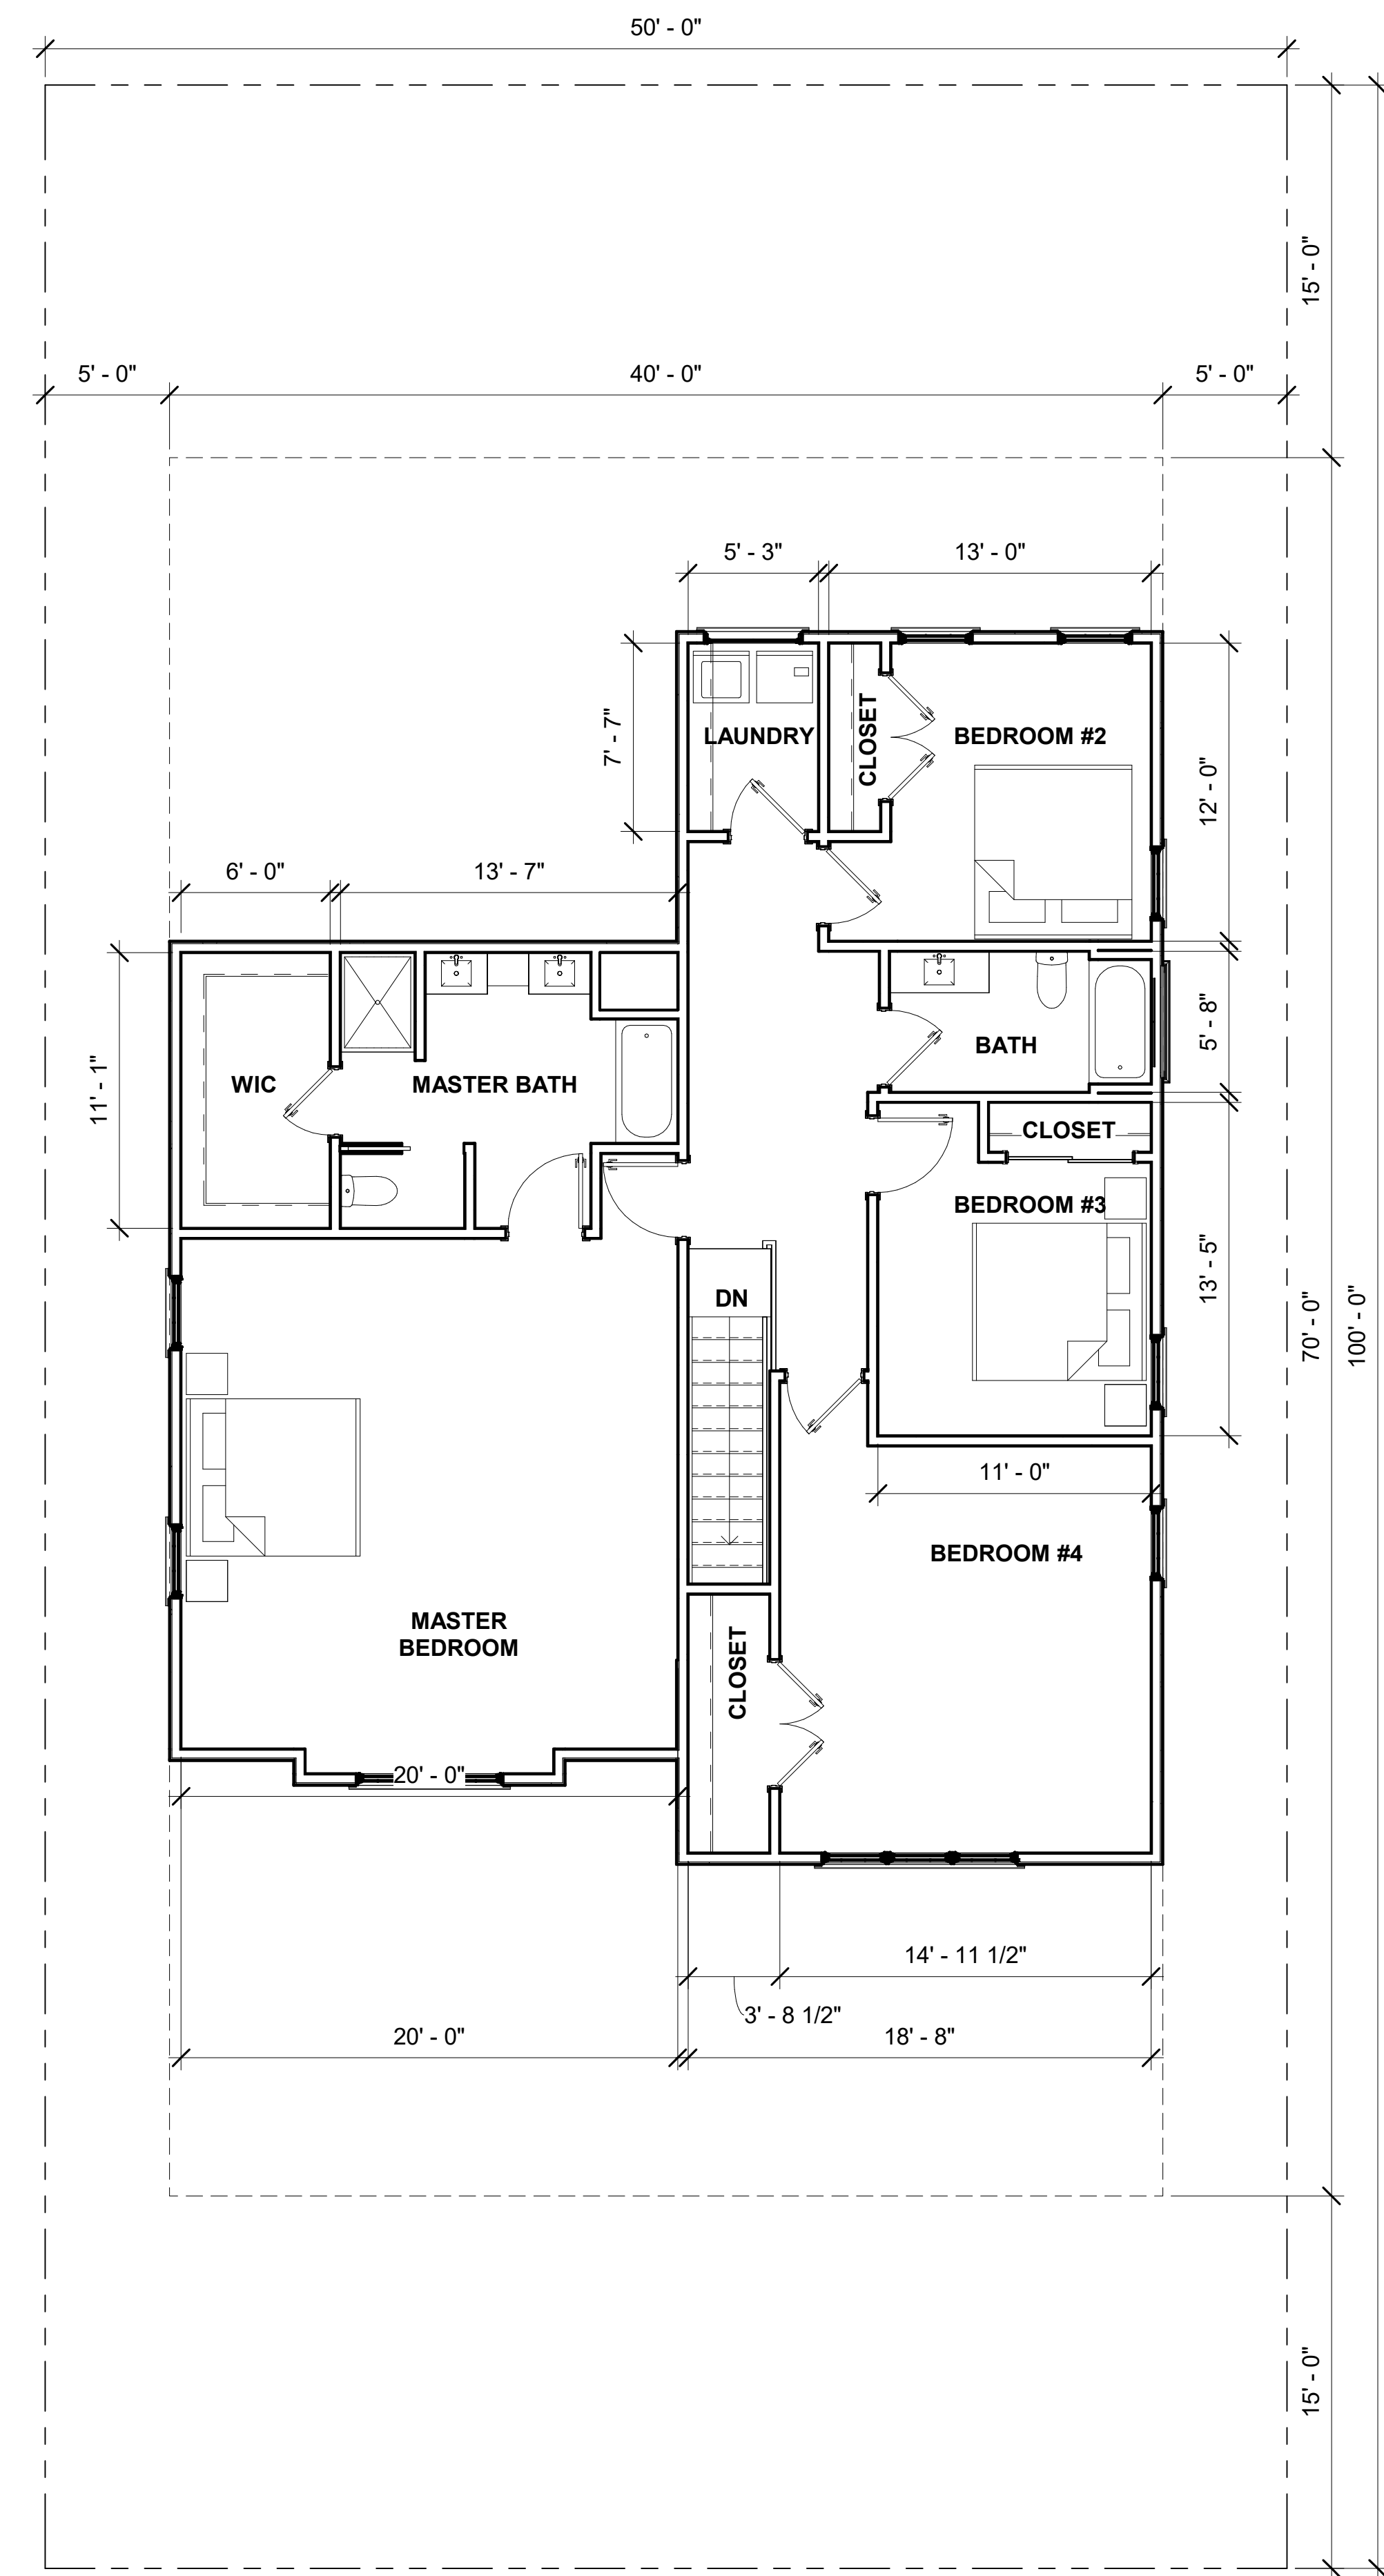 50' - 0"
15' - 0"
5' - 0"
40' - 0"
5' - 0"
5' - 3"
13' - 0"
7' - 7"
LAUNDRY
CLOSET
BEDROOM #2
12' - 0"
6' - 0"
13' - 7"
11' - 1"
WIC
MASTER BATH
BATH
5' - 8"
CLOSET
BEDROOM #3
13' - 5"
DN
70' - 0"
100' - 0"
11' - 0"
BEDROOM #4
MASTER
BEDROOM
CLOSET
20' - 0"
14' - 11 1/2"
3' - 8 1/2"
20' - 0"
18' - 8"
15' - 0"